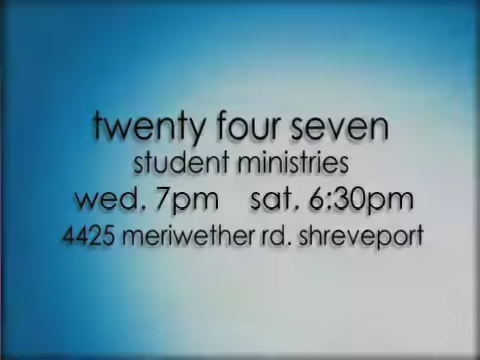 twenty four seven
student ministries
wed. 7pm sat. 6:30pm
4425 meriwether rd. shreveport